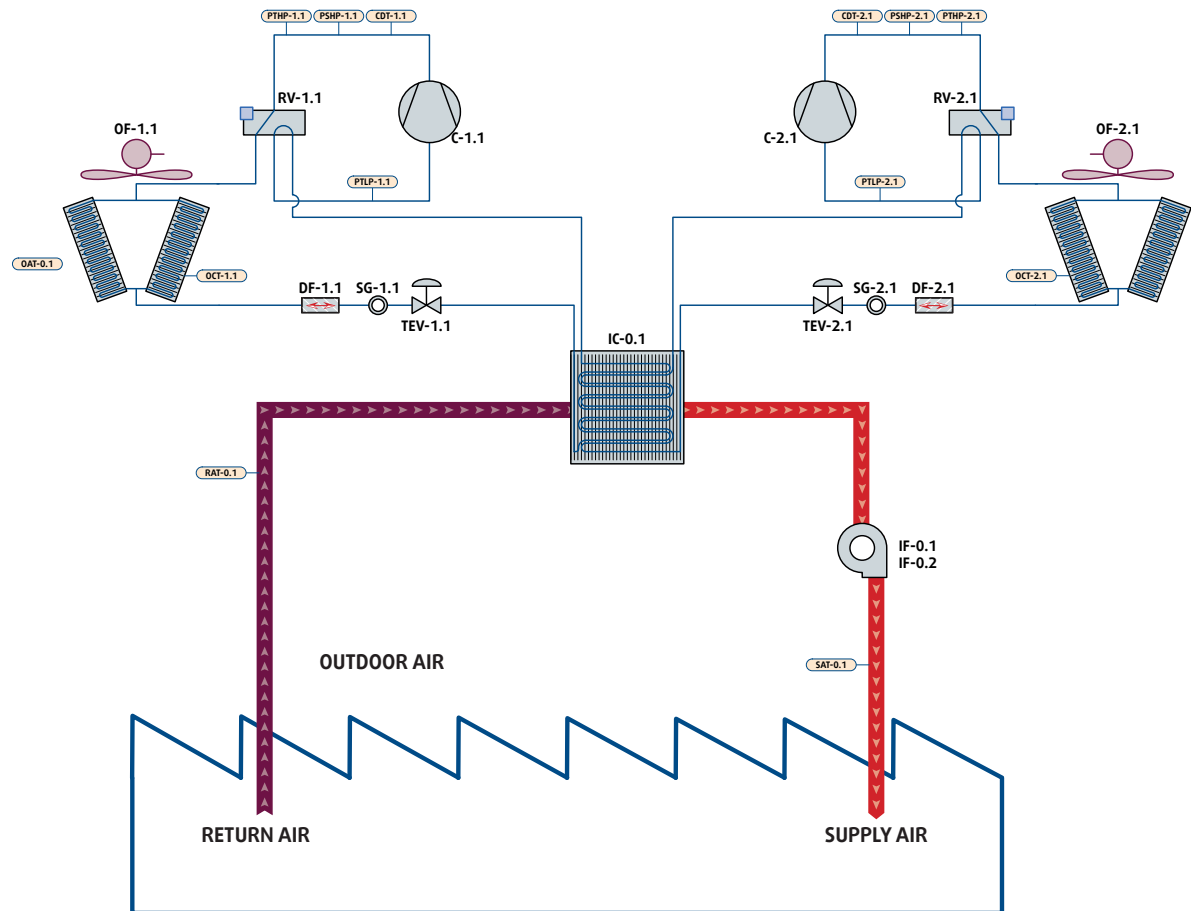 PTHP-1.1
PSHP-1.1
CDT-1.1
CDT-2.1
PSHP-2.1
PTHP-2.1
RV-1.1
RV-2.1
OF-1.1
C-1.1
C-2.1
OF-2.1
PTLP-1.1
PTLP-2.1
OAT-0.1
OCT-1.1
OCT-2.1
DF-1.1
SG-1.1
SG-2.1
DF-2.1
TEV-1.1
TEV-2.1
IC-0.1
RAT-0.1
IF-0.1
IF-0.2
OUTDOOR AIR
SAT-0.1
RETURN AIR
SUPPLY AIR